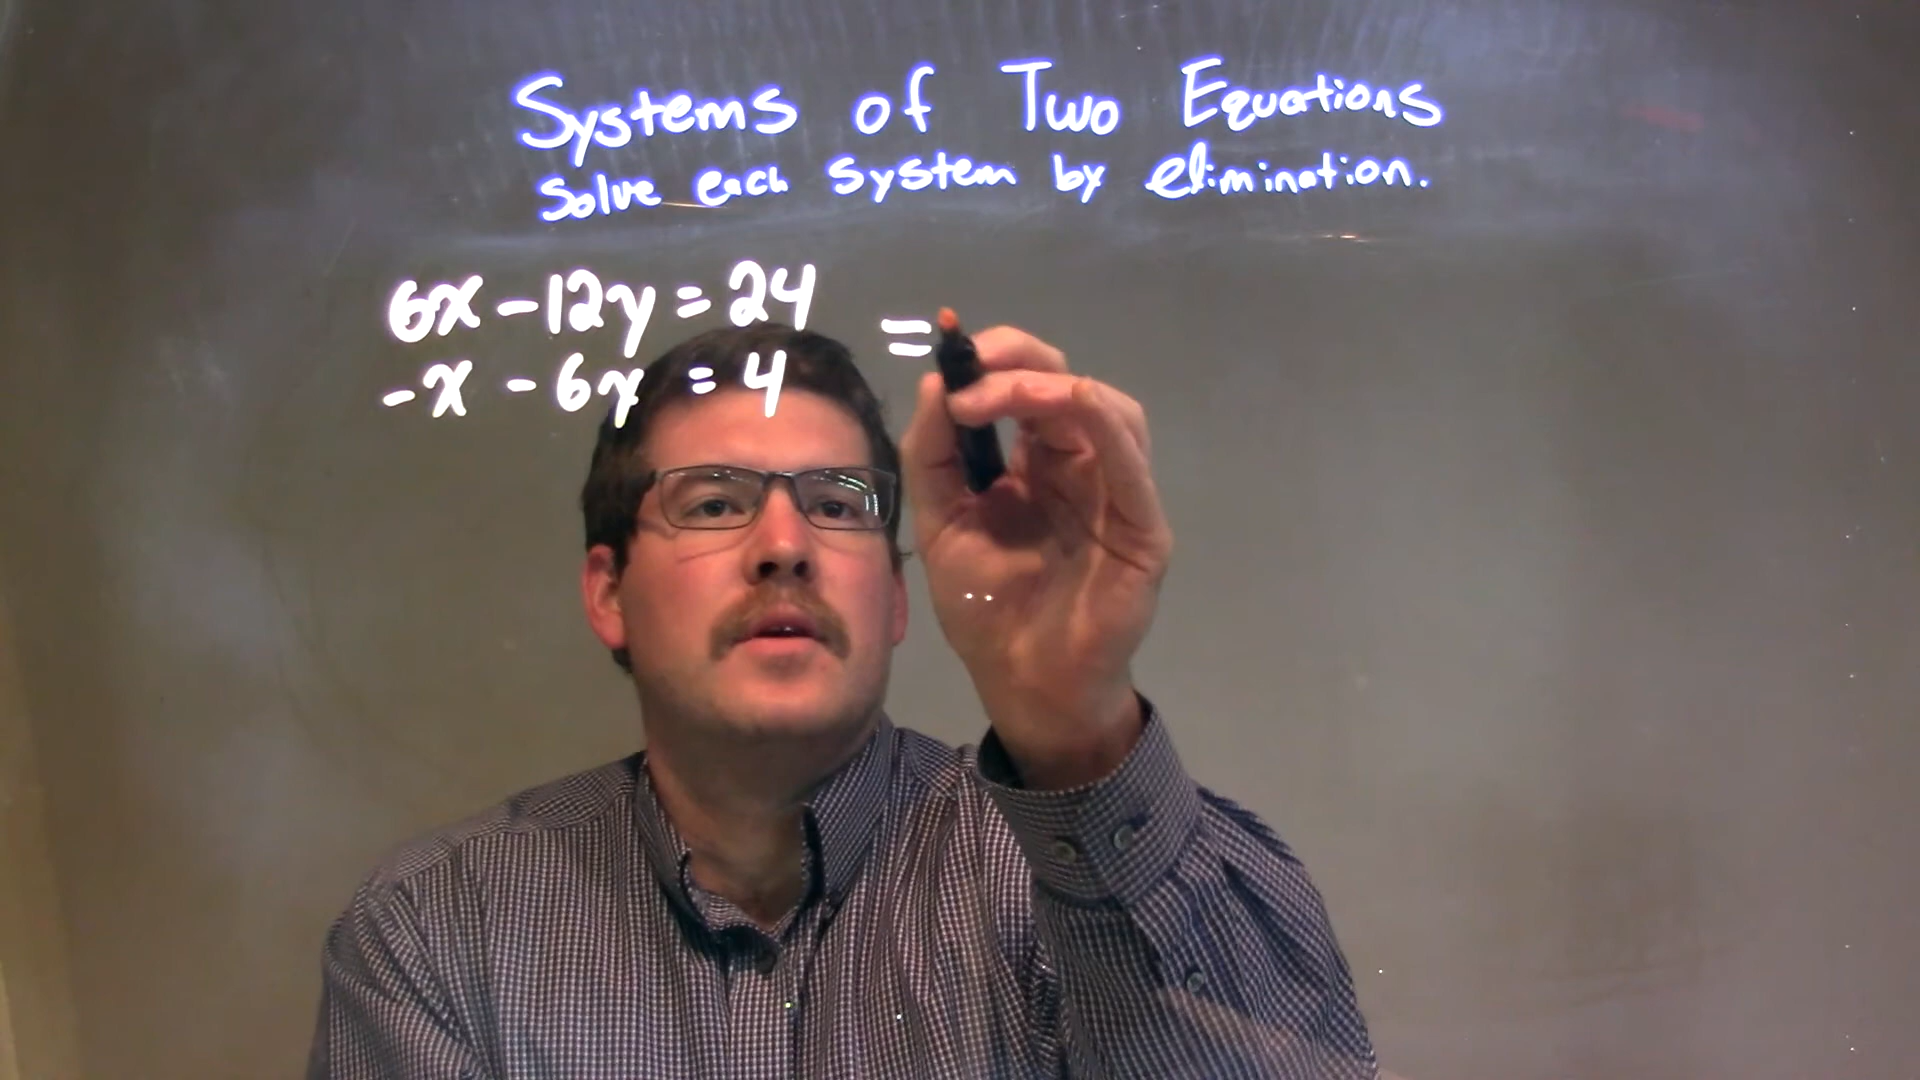 Systems of Two Equations
Solve each system by elimination.
6x - 12y = 24 =
-x - 6y = 4